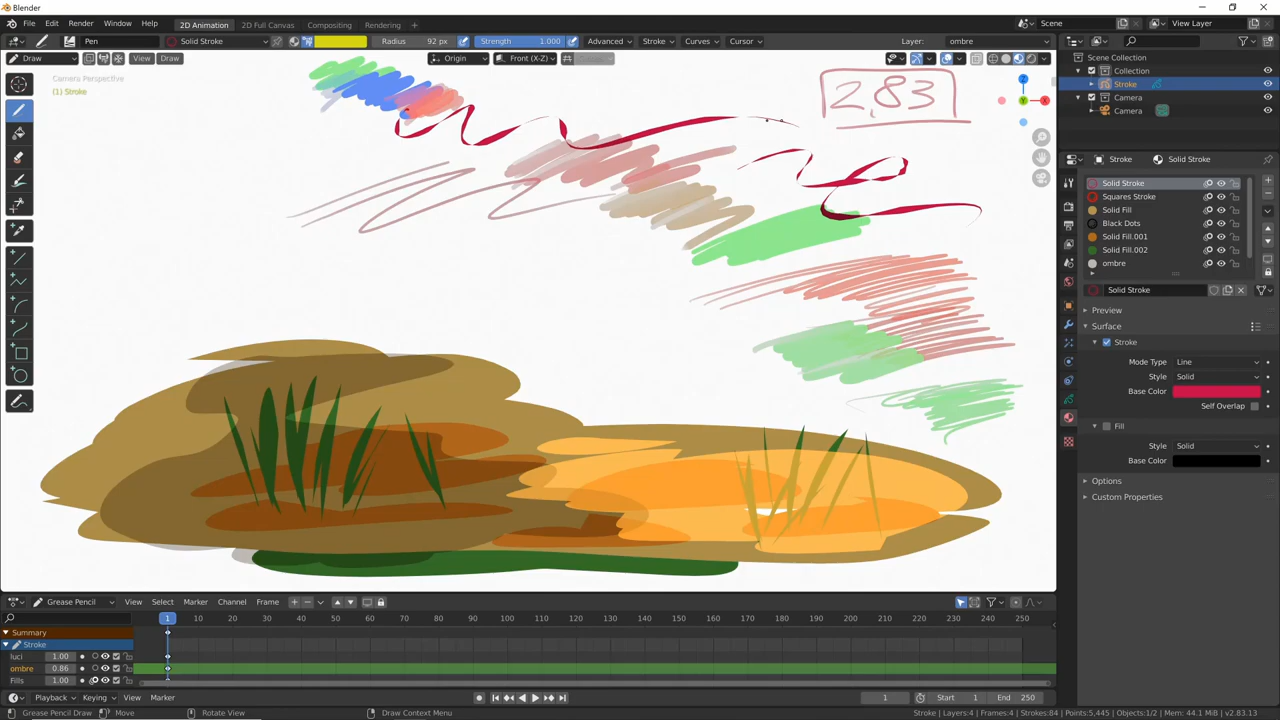 Blender
File Edit Render Window Help 2D Animation 2D Full Canvas Compositing Rendering + Scene View Layer
Pen Solid Stroke Radius 92 px Strength 1.000 Advanced Stroke Curves Cursor Layer: ombre
Draw View Draw Origin Front (X-Z) Guides
Camera Perspective
(1) Stroke
2.83
X
Scene Collection
Collection
Stroke
Camera
Camera
Stroke Solid Stroke
Solid Stroke
Squares Stroke
Solid Fill
Black Dots
Solid Fill.001
Solid Fill.002
ombre
Solid Stroke
Preview
Surface
Stroke
Mode Type Line
Style Solid
Base Color
Self Overlap
Fill
Style Solid
Base Color
Options
Custom Properties
Grease Pencil View Select Marker Channel Frame
1 10 20 30 40 50 60 70 80 90 100 110 120 130 140 150 160 170 180 190 200 210 220 230 240 250
Summary
Stroke
luci 1.00
ombre 0.86
Fills 1.00
Playback Keying View Marker 1 Start 1 End 250
Grease Pencil Draw Move Rotate View Draw Context Menu Stroke | Layers:4 | Frames:4 | Strokes:84 | Points:5,445 | Objects:1/2 | Mem: 44.1 MiB | v2.83.13